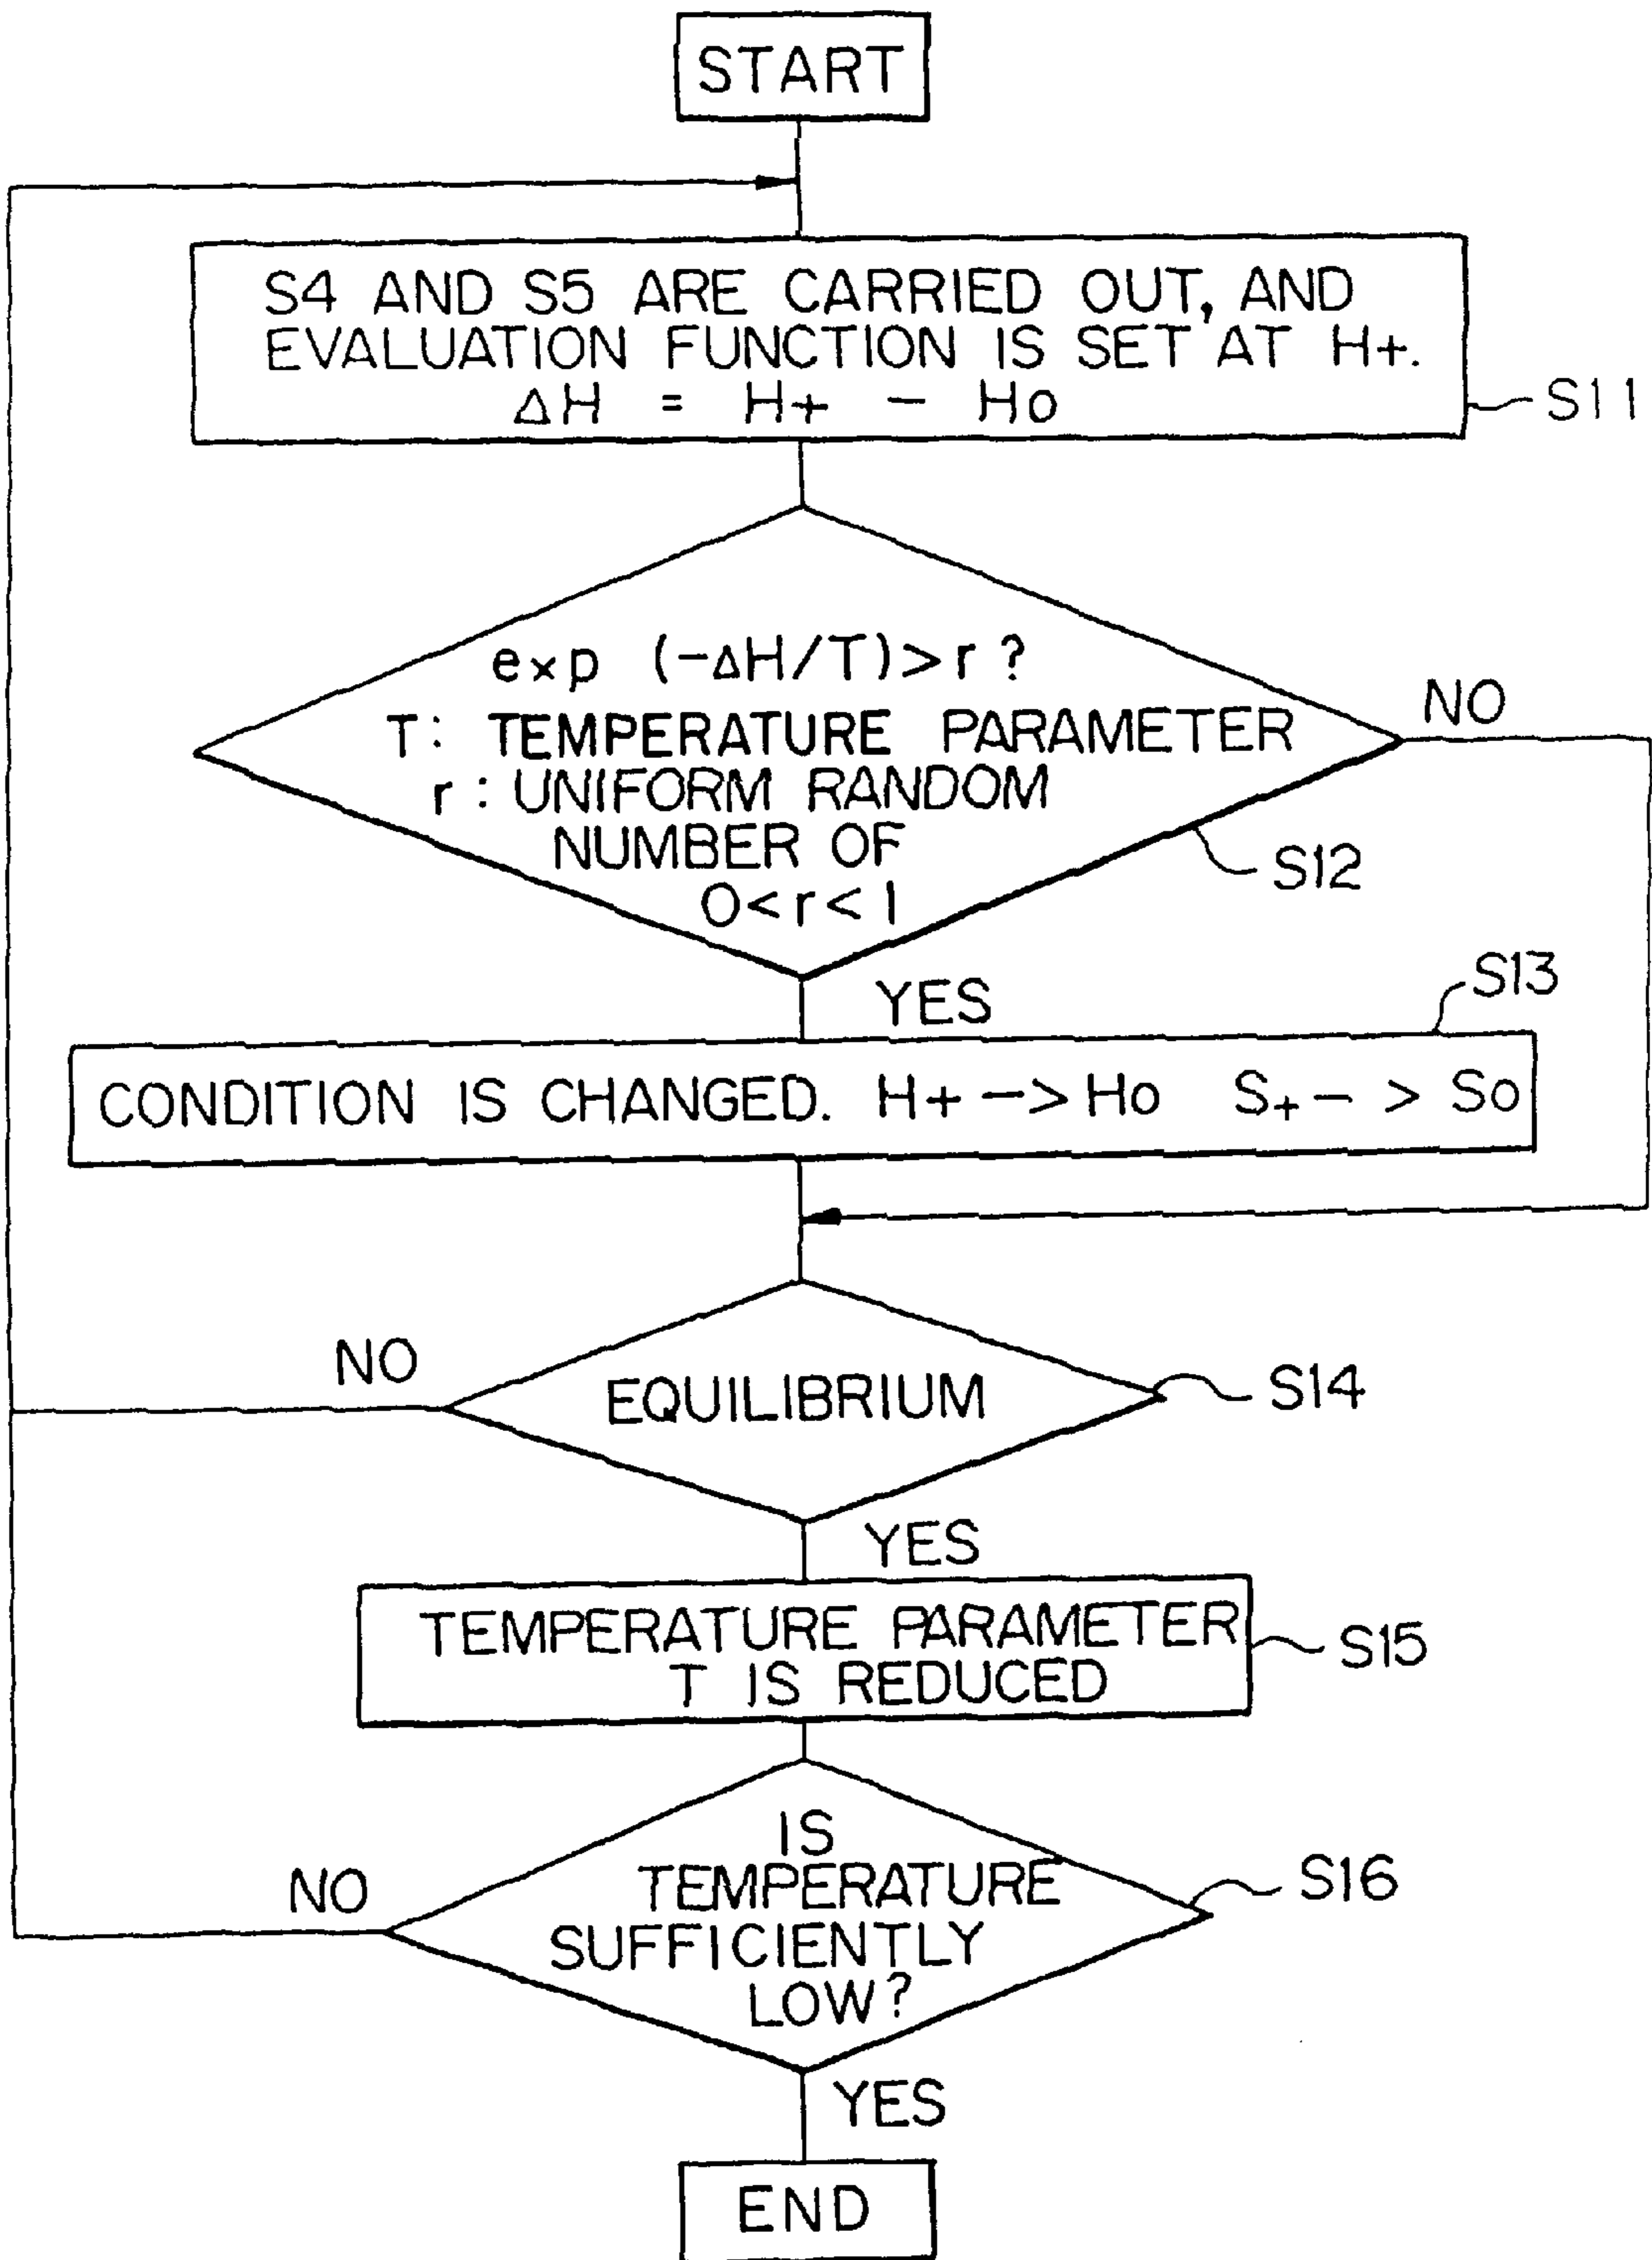 START
S4 AND S5 ARE CARRIED OUT, AND
EVALUATION FUNCTION IS SET AT H+.
ΔH = H+ - Ho
S11
exp (-ΔH/T)>r ?
T: TEMPERATURE PARAMETER
r : UNIFORM RANDOM
NUMBER OF
0<r<1
NO
S12
YES
S13
CONDITION IS CHANGED. H+ -> Ho S+ - > So
NO
EQUILIBRIUM
S14
YES
TEMPERATURE PARAMETER
T IS REDUCED
S15
IS
TEMPERATURE
SUFFICIENTLY
LOW?
NO
S16
YES
END